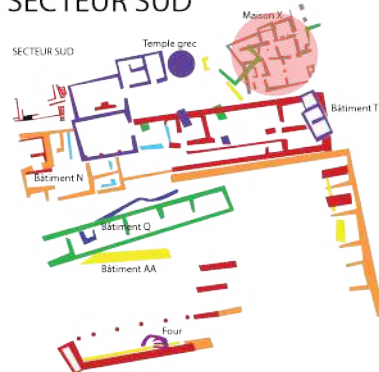 SECTEUR SUD
Maison X
Temple grec
SECTEUR SUD
Bâtiment T
Bâtiment N
Bâtiment Q
Bâtiment AA
Four